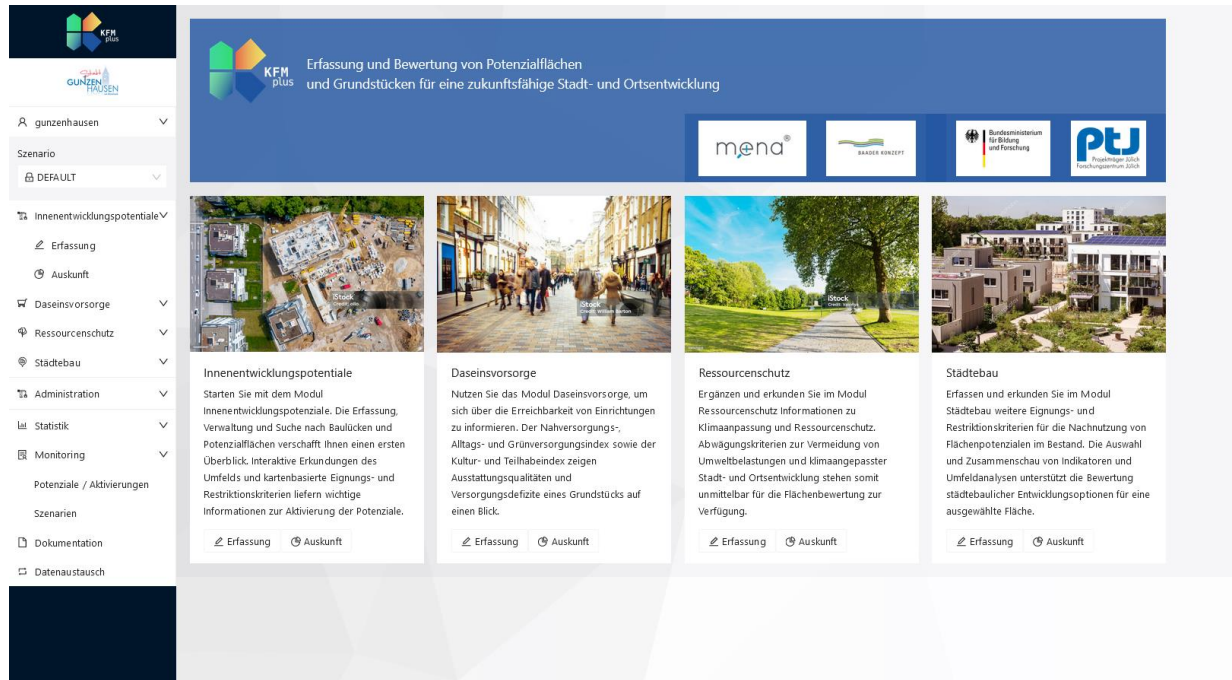 KFM
plus
Stadt
GUNZEN
HAUSEN
gunzenhausen
Szenario
DEFAULT
Innenentwicklungspotentiale
Erfassung
Auskunft
Daseinsvorsorge
Ressourcenschutz
Städtebau
Administration
Statistik
Monitoring
Potenziale / Aktivierungen
Szenarien
Dokumentation
Datenaustausch
KFM
plus
Erfassung und Bewertung von Potenzialflächen
und Grundstücken für eine zukunftsfähige Stadt- und Ortsentwicklung
mena®
BAADER KONZEPT
Bundesministerium
für Bildung
und Forschung
PtJ
Projektträger Jülich
Forschungszentrum Jülich
iStock
Innenentwicklungspotentiale
Starten Sie mit dem Modul
Innenentwicklungspotenziale. Die Erfassung,
Verwaltung und Suche nach Baulücken und
Potenzialflächen verschafft Ihnen einen ersten
Überblick. Interaktive Erkundungen des
Umfelds und kartenbasierte Eignungs- und
Restriktionskriterien liefern wichtige
Informationen zur Aktivierung der Potenziale.
Erfassung
Auskunft
iStock
Credit: William Barton
Daseinsvorsorge
Nutzen Sie das Modul Daseinsvorsorge, um
sich über die Erreichbarkeit von Einrichtungen
zu informieren. Der Nahversorgungs-,
Alltags- und Grünversorgungsindex sowie der
Kultur- und Teilhabeindex zeigen
Ausstattungsqualitäten und
Versorgungsdefizite eines Grundstücks auf
einen Blick.
Erfassung
Auskunft
iStock
Ressourcenschutz
Ergänzen und erkunden Sie im Modul
Ressourcenschutz Informationen zu
Klimaanpassung und Ressourcenschutz.
Abwägungskriterien zur Vermeidung von
Umweltbelastungen und klimaangepasster
Stadt- und Ortsentwicklung stehen somit
unmittelbar für die Flächenbewertung zur
Verfügung.
Erfassung
Auskunft
Städtebau
Erfassen und erkunden Sie im Modul
Städtebau weitere Eignungs- und
Restriktionskriterien für die Nachnutzung von
Flächenpotenzialen im Bestand. Die Auswahl
und Zusammenschau von Indikatoren und
Umfeldanalysen unterstützt die Bewertung
städtebaulicher Entwicklungsoptionen für eine
ausgewählte Fläche.
Erfassung
Auskunft